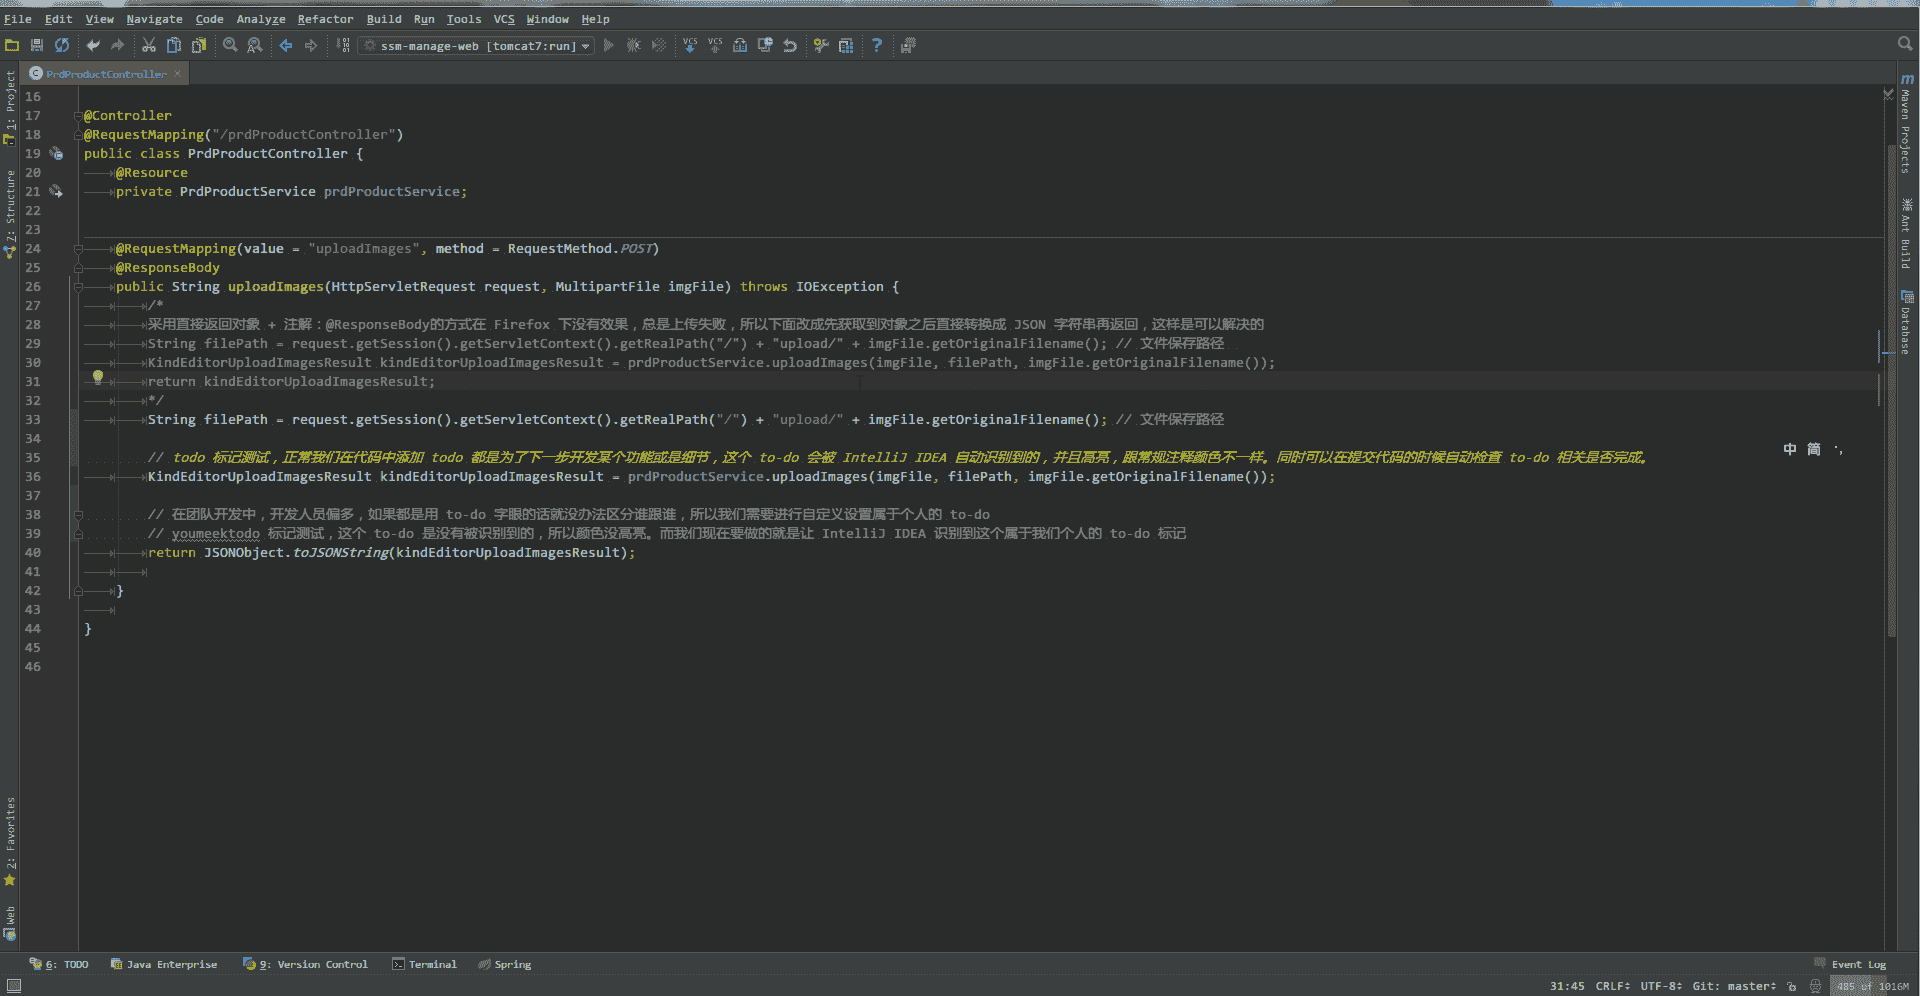 File Edit View Navigate Code Analyze Refactor Build Run Tools VCS Window Help
ssm-manage-web [tomcat7:run]
VCS VCS
PrdProductController
1: Project
7: Structure
2: Favorites
Web
Maven Projects
Ant Build
Database
16
17 @Controller
18 @RequestMapping("/prdProductController")
19 public class PrdProductController {
20 @Resource
21 private PrdProductService prdProductService;
22
23
24 @RequestMapping(value = "uploadImages", method = RequestMethod.POST)
25 @ResponseBody
26 public String uploadImages(HttpServletRequest request, MultipartFile imgFile) throws IOException {
27 /*
28 采用直接返回对象 + 注解：@ResponseBody的方式在 Firefox 下没有效果，总是上传失败，所以下面改成先获取到对象之后直接转换成 JSON 字符串再返回，这样是可以解决的
29 String filePath = request.getSession().getServletContext().getRealPath("/") + "upload/" + imgFile.getOriginalFilename(); // 文件保存路径
30 KindEditorUploadImagesResult kindEditorUploadImagesResult = prdProductService.uploadImages(imgFile, filePath, imgFile.getOriginalFilename());
31 return kindEditorUploadImagesResult;
32 */
33 String filePath = request.getSession().getServletContext().getRealPath("/") + "upload/" + imgFile.getOriginalFilename(); // 文件保存路径
34
35 // todo 标记测试，正常我们在代码中添加 todo 都是为了下一步开发某个功能或是细节，这个 to-do 会被 IntelliJ IDEA 自动识别到的，并且高亮，跟常规注释颜色不一样。同时可以在提交代码的时候自动检查 to-do 相关是否完成。
36 KindEditorUploadImagesResult kindEditorUploadImagesResult = prdProductService.uploadImages(imgFile, filePath, imgFile.getOriginalFilename());
37
38 // 在团队开发中，开发人员偏多，如果都是用 to-do 字眼的话就没办法区分谁跟谁，所以我们需要进行自定义设置属于个人的 to-do
39 // youmeektodo 标记测试，这个 to-do 是没有被识别到的，所以颜色没高亮。而我们现在要做的就是让 IntelliJ IDEA 识别到这个属于我们个人的 to-do 标记
40 return JSONObject.toJSONString(kindEditorUploadImagesResult);
41
42 }
43
44 }
45
46
中 简
6: TODO Java Enterprise 9: Version Control Terminal Spring Event Log
31:45 CRLF UTF-8 Git: master 485 of 1016M